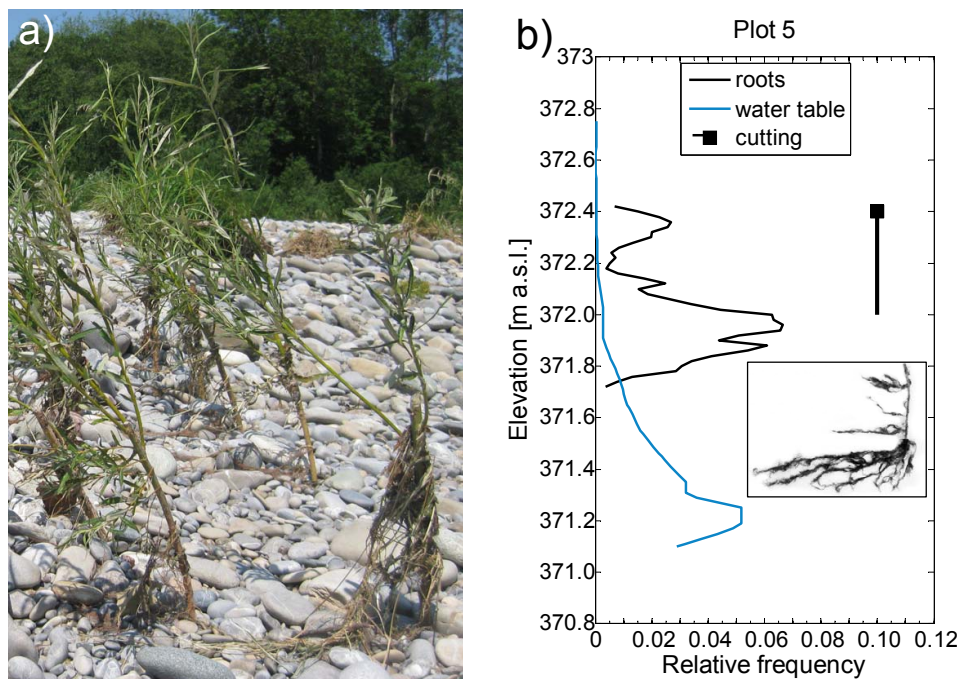 a)
b)
Plot 5
roots
water table
cutting
Elevation [m a.s.l.]
373
372.8
372.6
372.4
372.2
372.0
371.8
371.6
371.4
371.2
371.0
370.8
0 0.02 0.04 0.06 0.08 0.10 0.12
Relative frequency